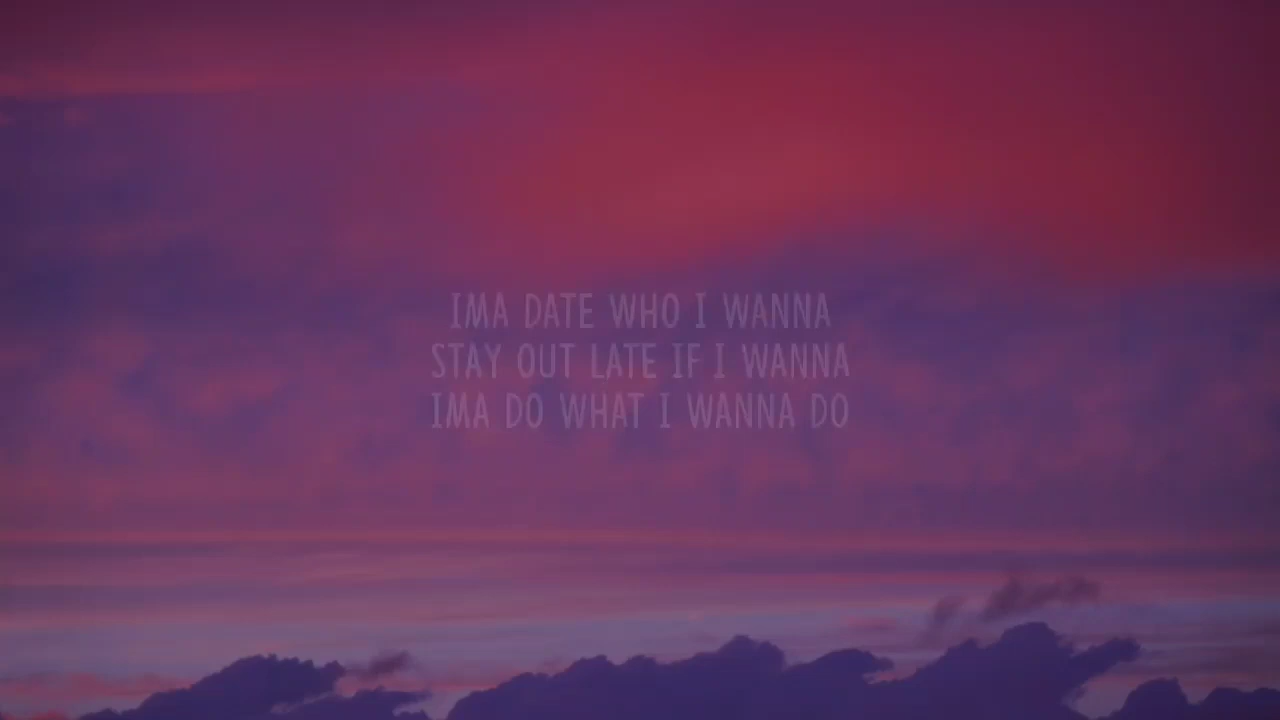 IMA DATE WHO I WANNA
STAY OUT LATE IF I WANNA
IMA DO WHAT I WANNA DO